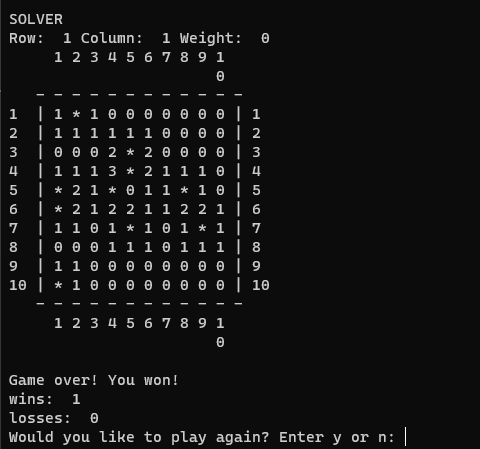 SOLVER
Row:  1 Column:  1 Weight:  0
     1 2 3 4 5 6 7 8 9 1
                       0
   - - - - - - - - - - - -
1  | 1 * 1 0 0 0 0 0 0 0 | 1
2  | 1 1 1 1 1 1 0 0 0 0 | 2
3  | 0 0 0 2 * 2 0 0 0 0 | 3
4  | 1 1 1 3 * 2 1 1 1 0 | 4
5  | * 2 1 * 0 1 1 * 1 0 | 5
6  | * 2 1 2 2 1 1 2 2 1 | 6
7  | 1 1 0 1 * 1 0 1 * 1 | 7
8  | 0 0 0 1 1 1 0 1 1 1 | 8
9  | 1 1 0 0 0 0 0 0 0 0 | 9
10 | * 1 0 0 0 0 0 0 0 0 | 10
   - - - - - - - - - - - -
     1 2 3 4 5 6 7 8 9 1
                       0
Game over! You won!
wins:  1
losses:  0
Would you like to play again? Enter y or n: